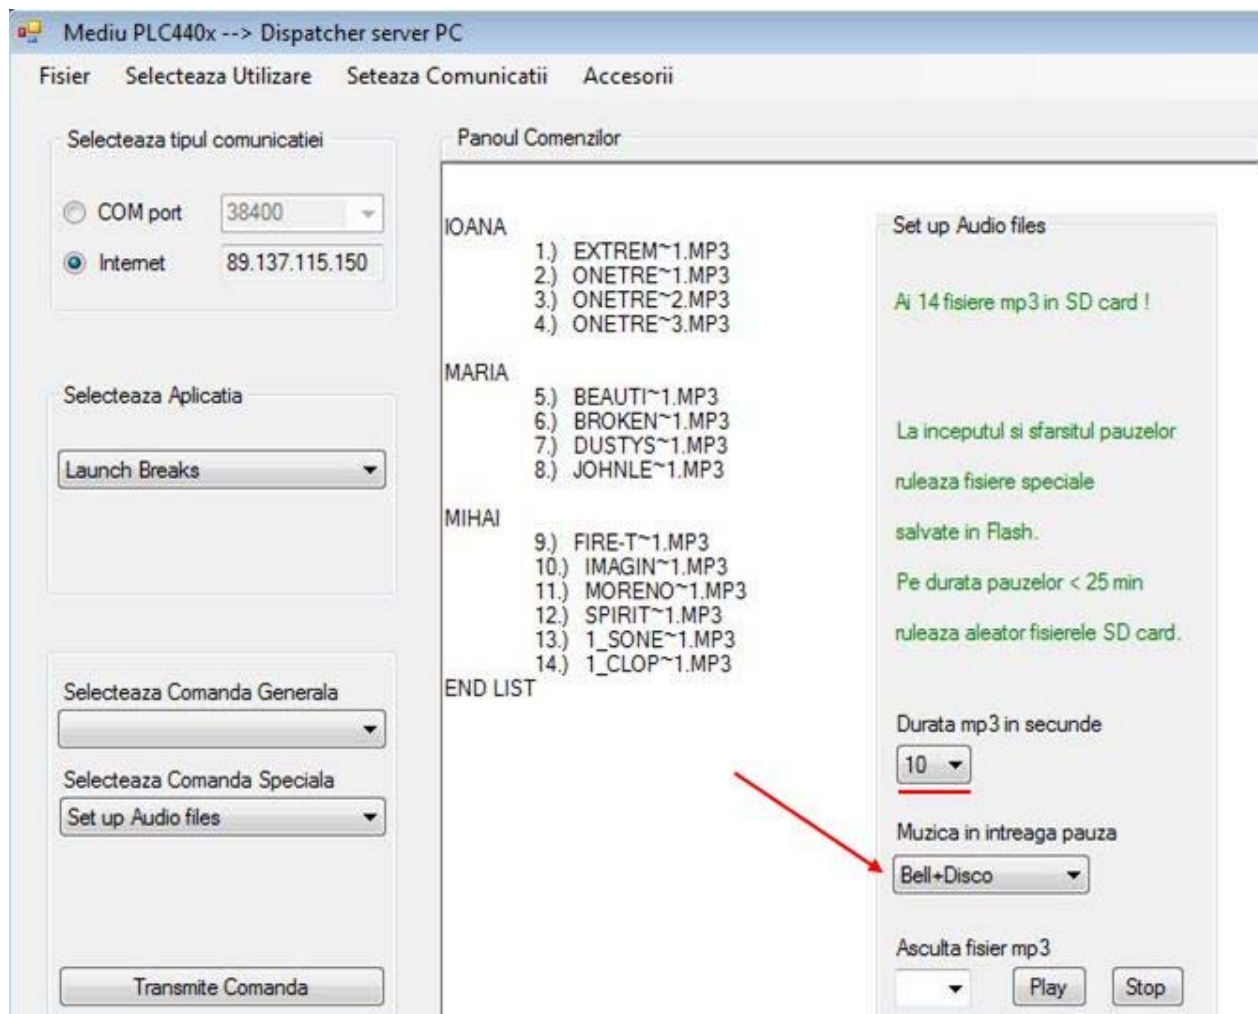 Mediu PLC440x --> Dispatcher server PC
Fisier Selecteaza Utilizare Seteaza Comunicatii Accesorii
Selecteaza tipul comunicatiei
COM port 38400
Internet 89.137.115.150
Selecteaza Aplicatia
Launch Breaks
Selecteaza Comanda Generala
Selecteaza Comanda Speciala
Set up Audio files
Transmite Comanda
Panoul Comenzilor
IOANA
1.) EXTREM~1.MP3
2.) ONETRE~1.MP3
3.) ONETRE~2.MP3
4.) ONETRE~3.MP3
MARIA
5.) BEAUTI~1.MP3
6.) BROKEN~1.MP3
7.) DUSTYS~1.MP3
8.) JOHNLE~1.MP3
MIHAI
9.) FIRE-T~1.MP3
10.) IMAGIN~1.MP3
11.) MORENO~1.MP3
12.) SPIRIT~1.MP3
13.) 1_SONE~1.MP3
14.) 1_CLOP~1.MP3
END LIST
Set up Audio files
Ai 14 fisiere mp3 in SD card !
La inceputul si sfarsitul pauzelor
ruleaza fisiere speciale
salvate in Flash.
Pe durata pauzelor < 25 min
ruleaza aleator fisierele SD card.
Durata mp3 in secunde
10
Muzica in intreaga pauza
Bell+Disco
Asculta fisier mp3
Play Stop